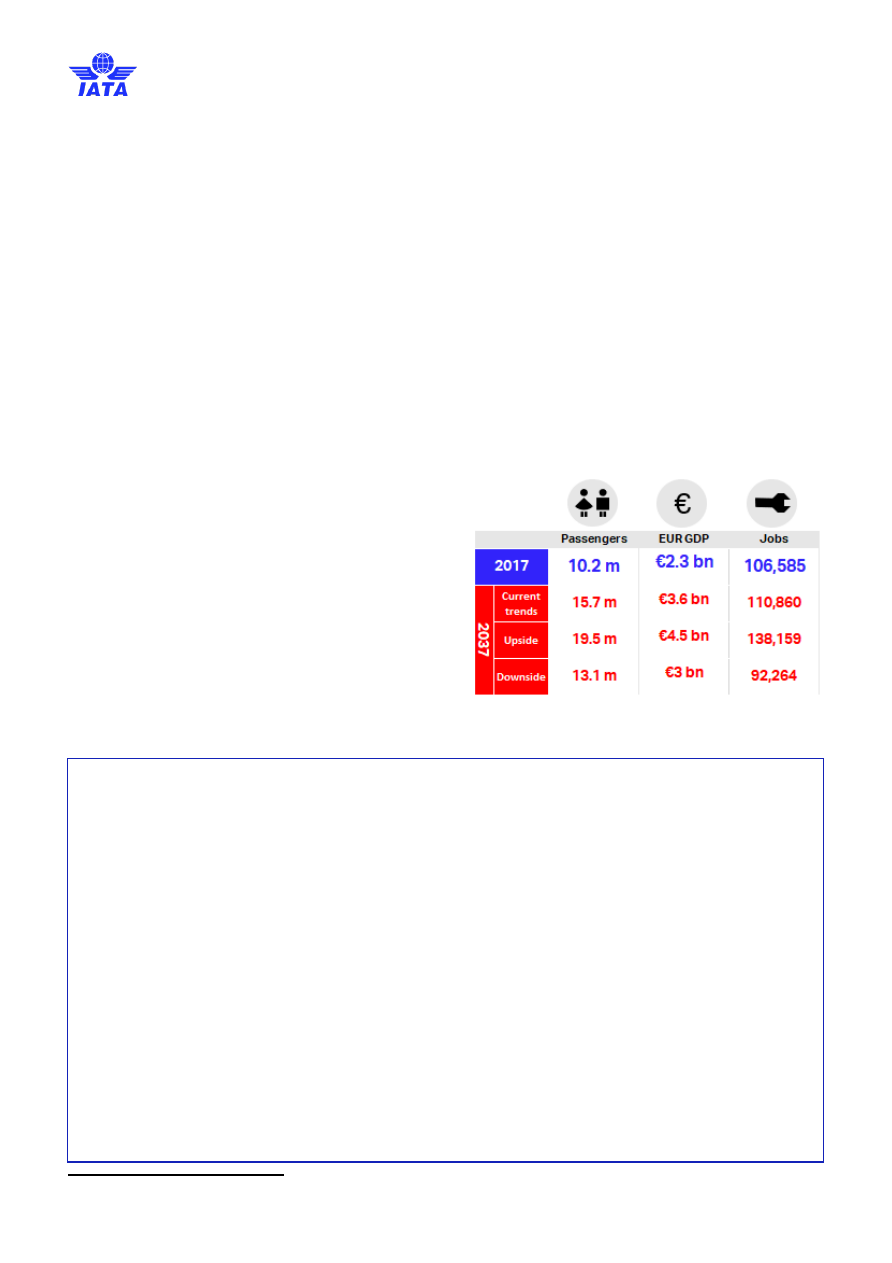 IATA
€
Passengers EUR GDP Jobs
2017 10.2 m €2.3 bn 106,585
2037
Current trends 15.7 m €3.6 bn 110,860
Upside 19.5 m €4.5 bn 138,159
Downside 13.1 m €3 bn 92,264